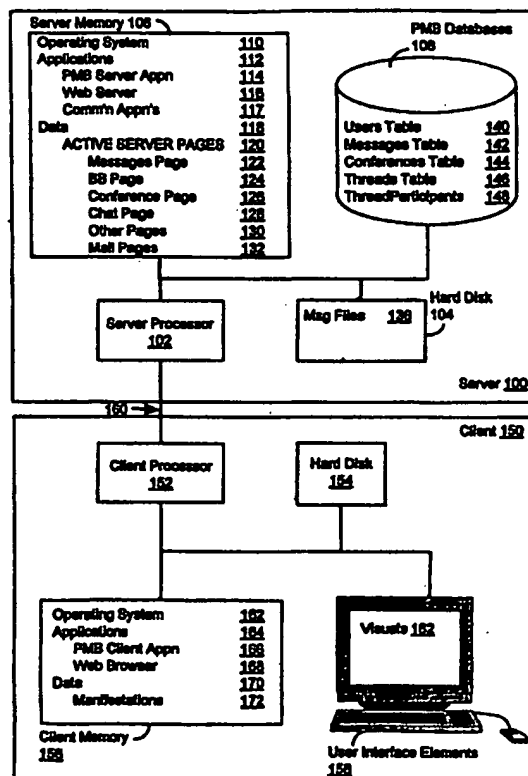 Server Memory 106
Operating System 110
Applications 112
PMB Server Appn 114
Web Server 116
Comm'n Appn's 117
Data 118
ACTIVE SERVER PAGES 120
Messages Page 122
BB Page 124
Conference Page 126
Chat Page 128
Other Pages 130
Mail Pages 132
PMB Databases
108
Users Table 140
Messages Table 142
Conferences Table 144
Threads Table 146
ThreadParticipants 148
Server Processor
102
Msg Files 136
Hard Disk
104
Server 100
160
Client 150
Client Processor
152
Hard Disk
154
Operating System 162
Applications 164
PMB Client Appn 166
Web Browser 168
Data 170
Manifestations 172
Client Memory
156
Visuals 162
User Interface Elements 158